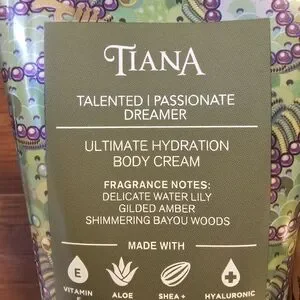 TIANA
TALENTED | PASSIONATE
DREAMER
ULTIMATE HYDRATION
BODY CREAM
FRAGRANCE NOTES:
DELICATE WATER LILY
GILDED AMBER
SHIMMERING BAYOU WOODS
MADE WITH
E
VITAMIN
ALOE
SHEA +
HYALURONIC